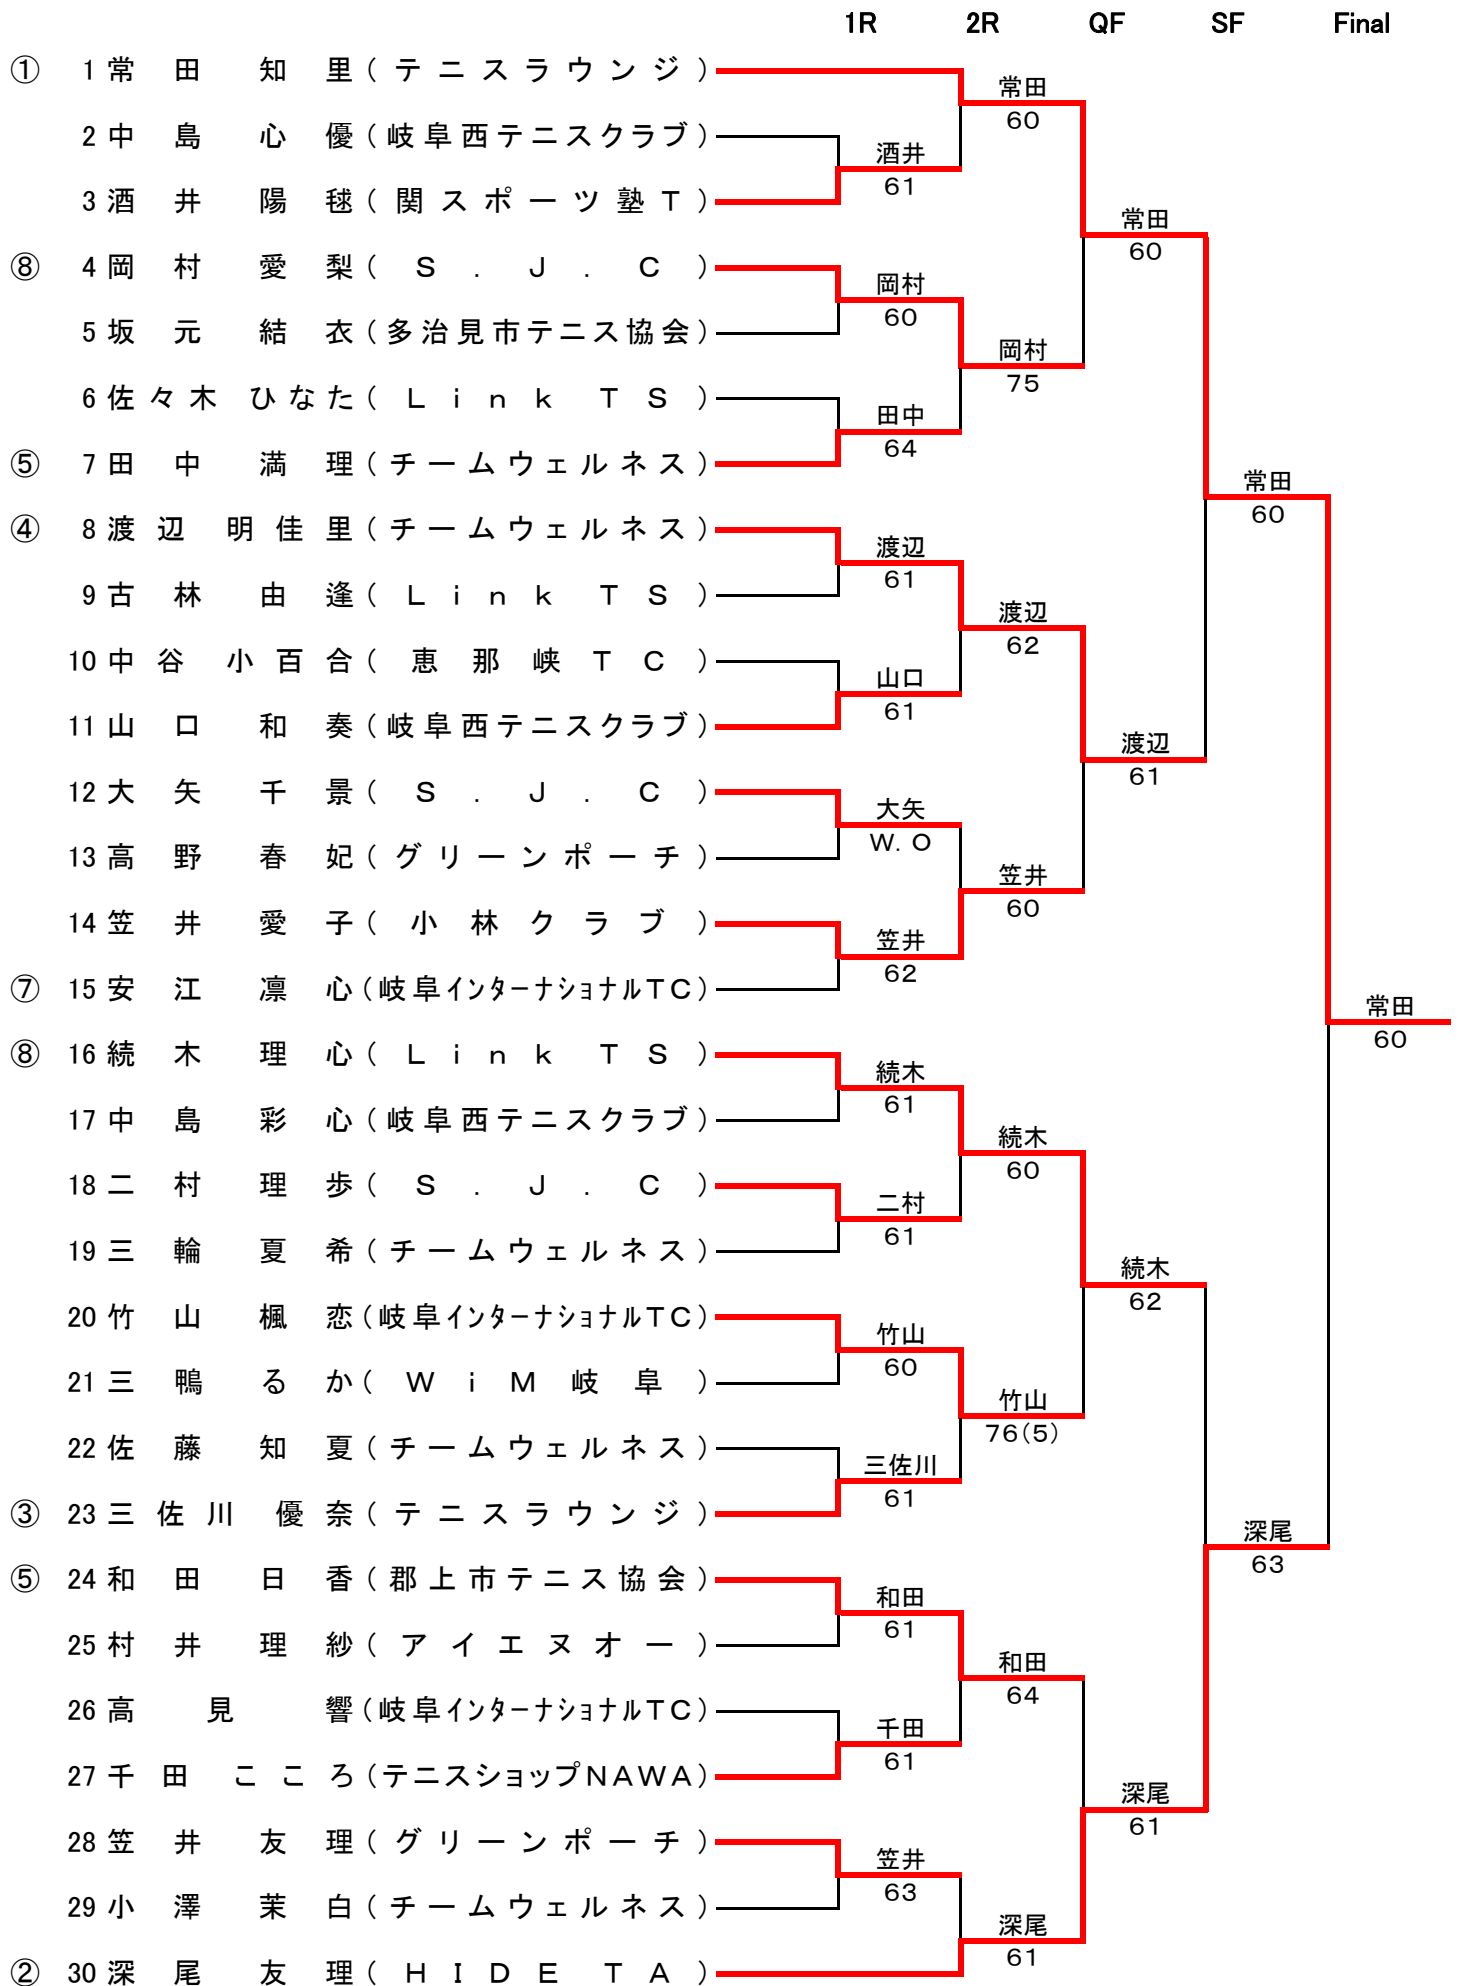 1R 2R QF SF Final
① 1 常田 知里(テニスラウンジ)
常田
60
2 中島 心優(岐阜西テニスクラブ)
酒井
61
3 酒井 陽毬(関スポーツ塾T)
常田
60
⑧ 4 岡村 愛梨(S.J.C)
岡村
60
5 坂元 結衣(多治見市テニス協会)
岡村
75
6 佐々木 ひなた(Link TS)
田中
64
⑤ 7 田中 満理(チームウェルネス)
常田
60
④ 8 渡辺 明佳里(チームウェルネス)
渡辺
61
9 古林 由逢(Link TS)
渡辺
62
10 中谷 小百合(恵那峡TC)
山口
61
11 山口 和奏(岐阜西テニスクラブ)
渡辺
61
12 大矢 千景(S.J.C)
大矢
W.O
13 高野 春妃(グリーンポーチ)
笠井
60
14 笠井 愛子(小林クラブ)
笠井
62
⑦ 15 安江 凛心(岐阜インターナショナルTC)
常田
60
⑧ 16 続木 理心(Link TS)
続木
61
17 中島 彩心(岐阜西テニスクラブ)
続木
60
18 二村 理歩(S.J.C)
二村
61
19 三輪 夏希(チームウェルネス)
続木
62
20 竹山 楓恋(岐阜インターナショナルTC)
竹山
60
21 三鴨 るか(WiM岐阜)
竹山
76(5)
22 佐藤 知夏(チームウェルネス)
三佐川
61
③ 23 三佐川 優奈(テニスラウンジ)
深尾
63
⑤ 24 和田 日香(郡上市テニス協会)
和田
61
25 村井 理紗(アイエヌオー)
和田
64
26 高見 響(岐阜インターナショナルTC)
千田
61
27 千田 こころ(テニスショップNAWA)
深尾
61
28 笠井 友理(グリーンポーチ)
笠井
63
29 小澤 茉白(チームウェルネス)
深尾
61
② 30 深尾 友理(HIDE TA)